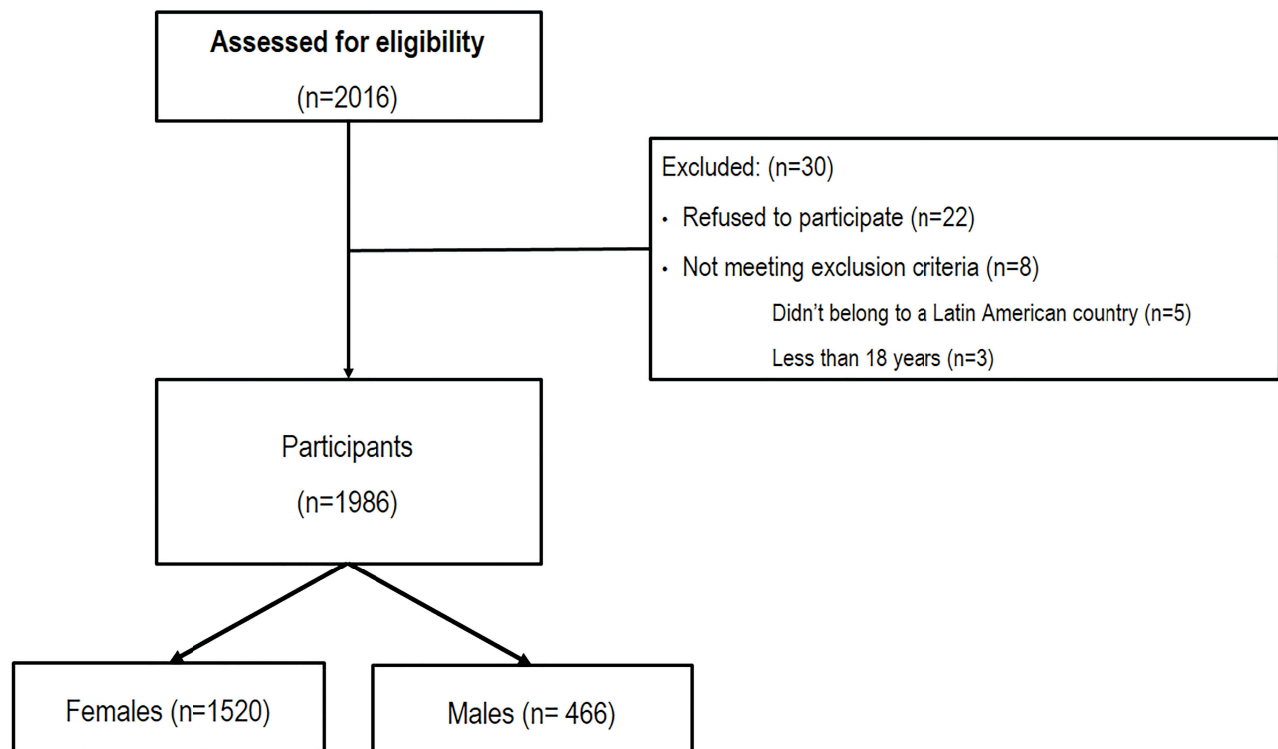 Assessed for eligibility
(n=2016)
Excluded: (n=30)
• Refused to participate (n=22)
• Not meeting exclusion criteria (n=8)
Didn’t belong to a Latin American country (n=5)
Less than 18 years (n=3)
Participants
(n=1986)
Females (n=1520)
Males (n= 466)